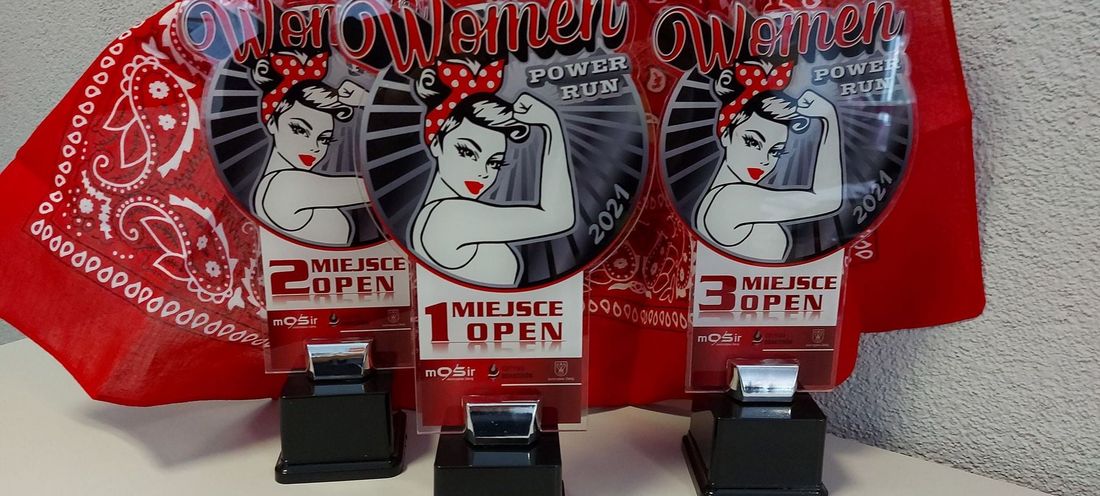 Women
2 MIEJSCE
OPEN
mOSir
Women
POWER
RUN
2021
1 MIEJSCE
OPEN
mOSir
Women
POWER
RUN
2021
3 MIEJSCE
OPEN
mOSir